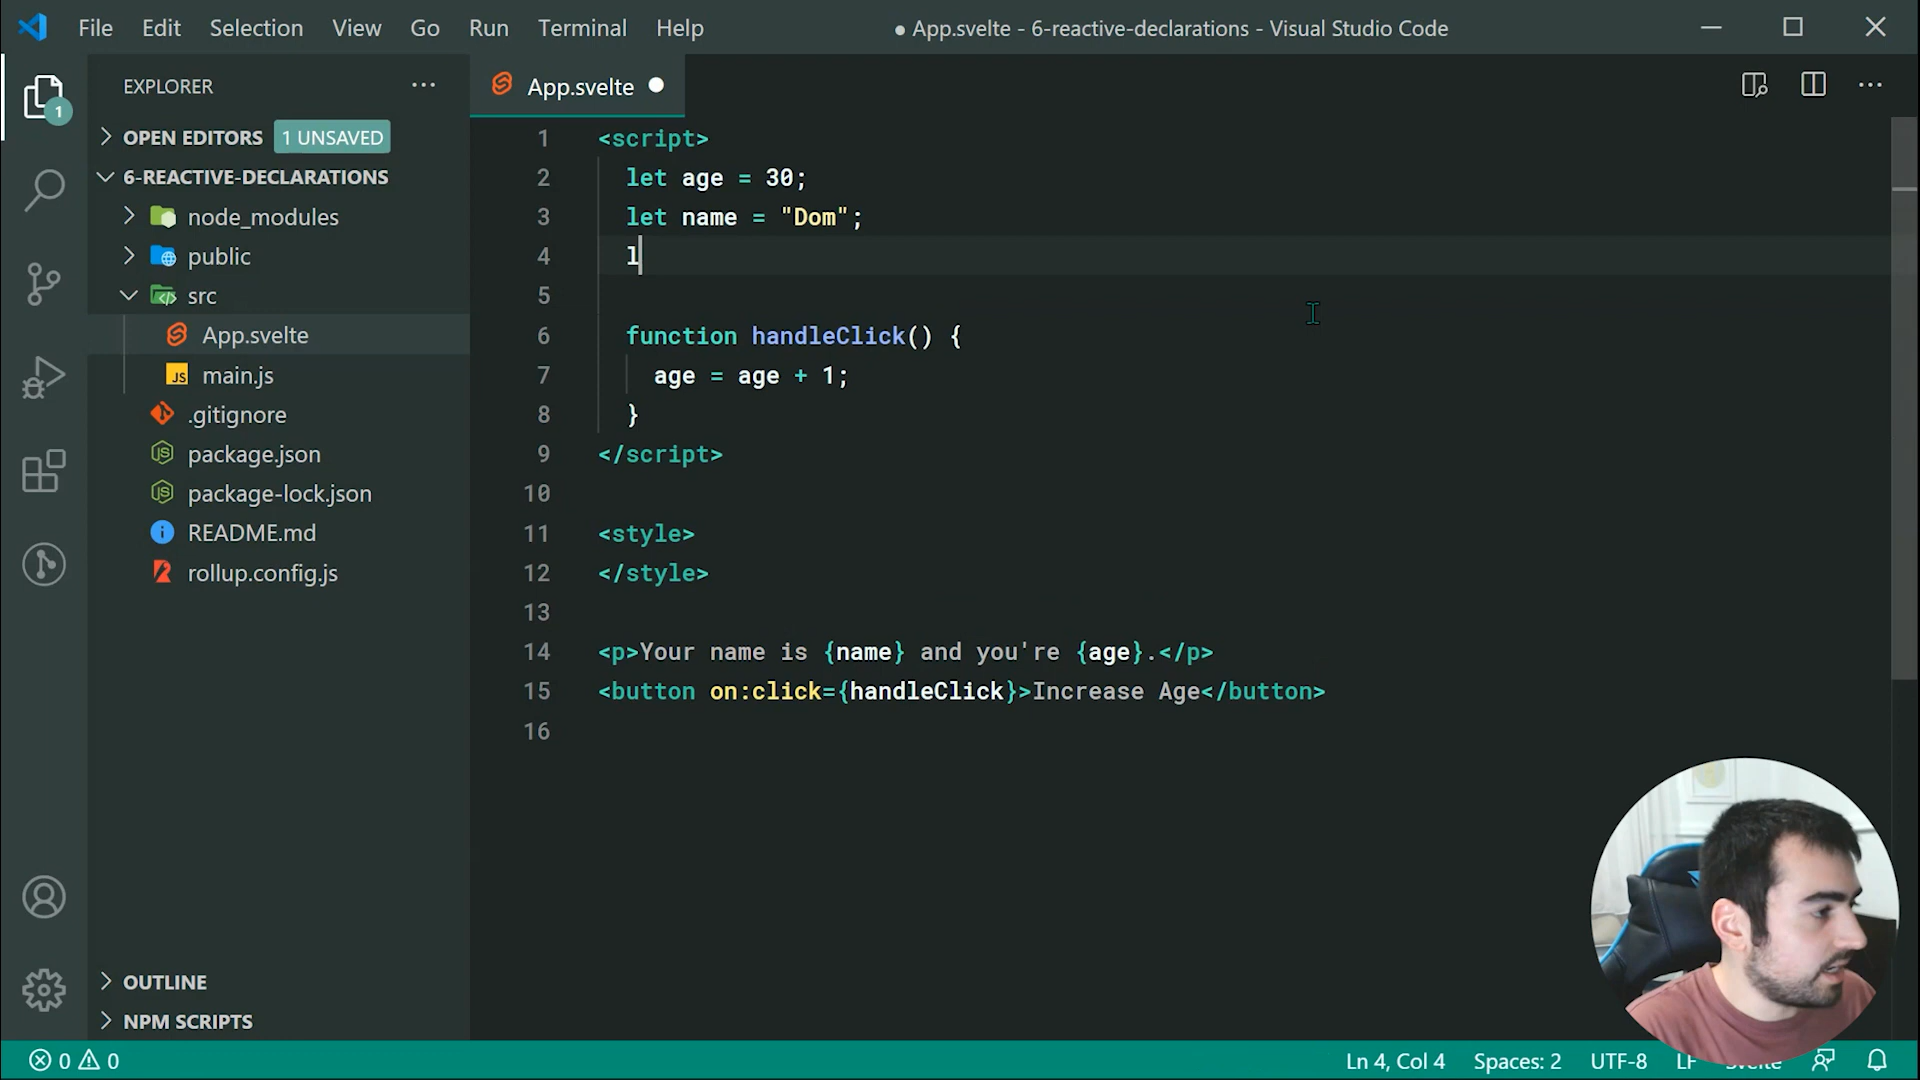 File Edit Selection View Go Run Terminal Help
● App.svelte - 6-reactive-declarations - Visual Studio Code
EXPLORER
OPEN EDITORS 1 UNSAVED
6-REACTIVE-DECLARATIONS
node_modules
public
src
App.svelte
main.js
.gitignore
package.json
package-lock.json
README.md
rollup.config.js
OUTLINE
NPM SCRIPTS
1
App.svelte
1 <script>
2 let age = 30;
3 let name = "Dom";
4 l
5
6 function handleClick() {
7 age = age + 1;
8 }
9 </script>
10
11 <style>
12 </style>
13
14 <p>Your name is {name} and you're {age}.</p>
15 <button on:click={handleClick}>Increase Age</button>
16
0 0
Ln 4, Col 4 Spaces: 2 UTF-8 LF Svelte